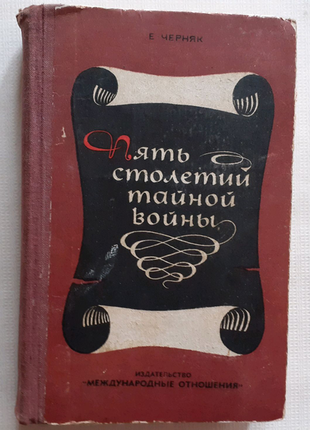 Е. ЧЕРНЯК
Пять
столетий
тайной
войны
ИЗДАТЕЛЬСТВО
«МЕЖДУНАРОДНЫЕ ОТНОШЕНИЯ»